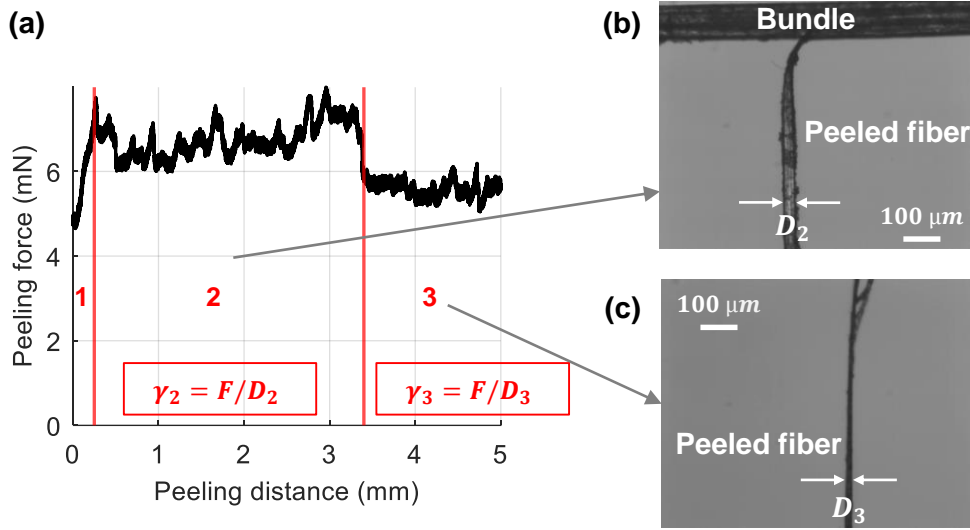 (a)
Peeling force (mN)
6
4
2
0
1
2
3
γ₂ = F/D₂
γ₃ = F/D₃
0 1 2 3 4 5
Peeling distance (mm)
(b)
Bundle
Peeled fiber
D₂
100 μm
(c)
100 μm
Peeled fiber
D₃